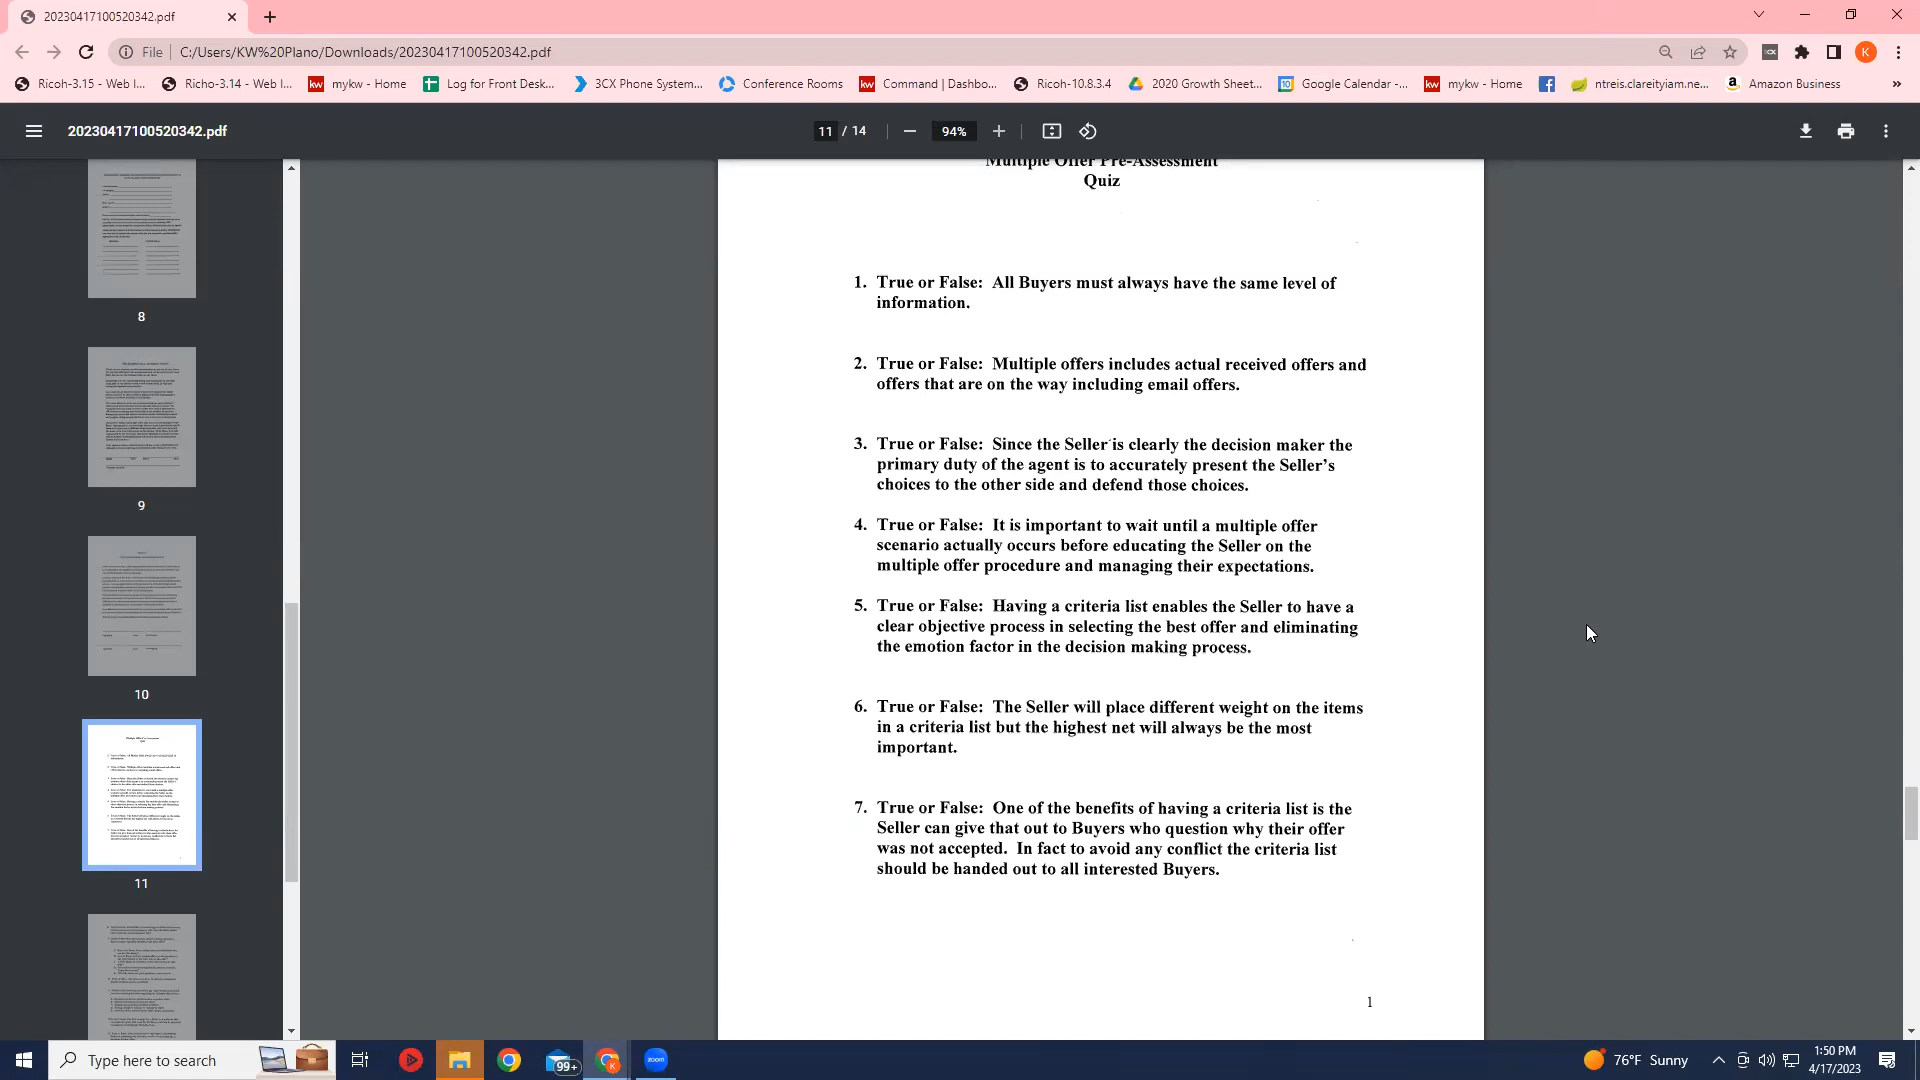 20230417100520342.pdf
File C:/Users/KW%20Plano/Downloads/20230417100520342.pdf
K
Ricoh-3.15 - Web I...
Richo-3.14 - Web I...
kw mykw - Home
Log for Front Desk...
3CX Phone System...
Conference Rooms
kw Command | Dashbo...
Ricoh-10.8.3.4
2020 Growth Sheet...
10 Google Calendar -...
kw mykw - Home
ntreis.clareityiam.ne...
Amazon Business
»
20230417100520342.pdf
11 / 14
94%
8
9
10
11
Multiple Offer Pre-Assessment
Quiz
1. True or False: All Buyers must always have the same level of
information.
2. True or False: Multiple offers includes actual received offers and
offers that are on the way including email offers.
3. True or False: Since the Seller is clearly the decision maker the
primary duty of the agent is to accurately present the Seller's
choices to the other side and defend those choices.
4. True or False: It is important to wait until a multiple offer
scenario actually occurs before educating the Seller on the
multiple offer procedure and managing their expectations.
5. True or False: Having a criteria list enables the Seller to have a
clear objective process in selecting the best offer and eliminating
the emotion factor in the decision making process.
6. True or False: The Seller will place different weight on the items
in a criteria list but the highest net will always be the most
important.
7. True or False: One of the benefits of having a criteria list is the
Seller can give that out to Buyers who question why their offer
was not accepted. In fact to avoid any conflict the criteria list
should be handed out to all interested Buyers.
1
Type here to search
99+
K
zoom
76°F Sunny
1:50 PM
4/17/2023